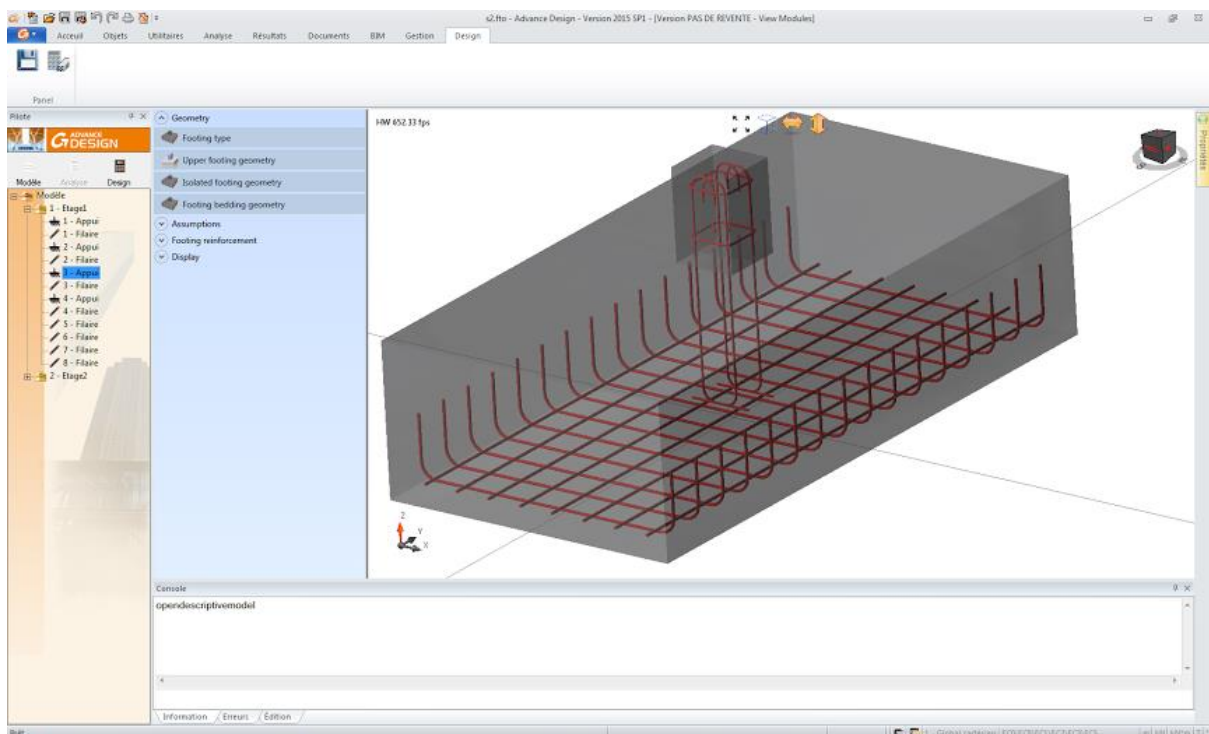 s2.fto - Advance Design - Version 2015 SP1 - [Version PAS DE REVENTE - View Modules]
Acceuil Objets Utilitaires Analyse Résultats Documents BIM Gestion Design
Panel
Pilote
Geometry
HW 652.33 fps
ADVANCE
DESIGN
Footing type
Upper footing geometry
Modèle Analyse Design
Isolated footing geometry
Modèle
1 - Etage1
Footing bedding geometry
1 - Appui
Assumptions
1 - Filaire
Footing reinforcement
2 - Appui
Display
2 - Filaire
3 - Appui
3 - Filaire
4 - Appui
4 - Filaire
5 - Filaire
6 - Filaire
7 - Filaire
8 - Filaire
2 - Etage2
Propriétés
Z
Y
X
Console
opendescriptivemodel
Information Erreurs Édition